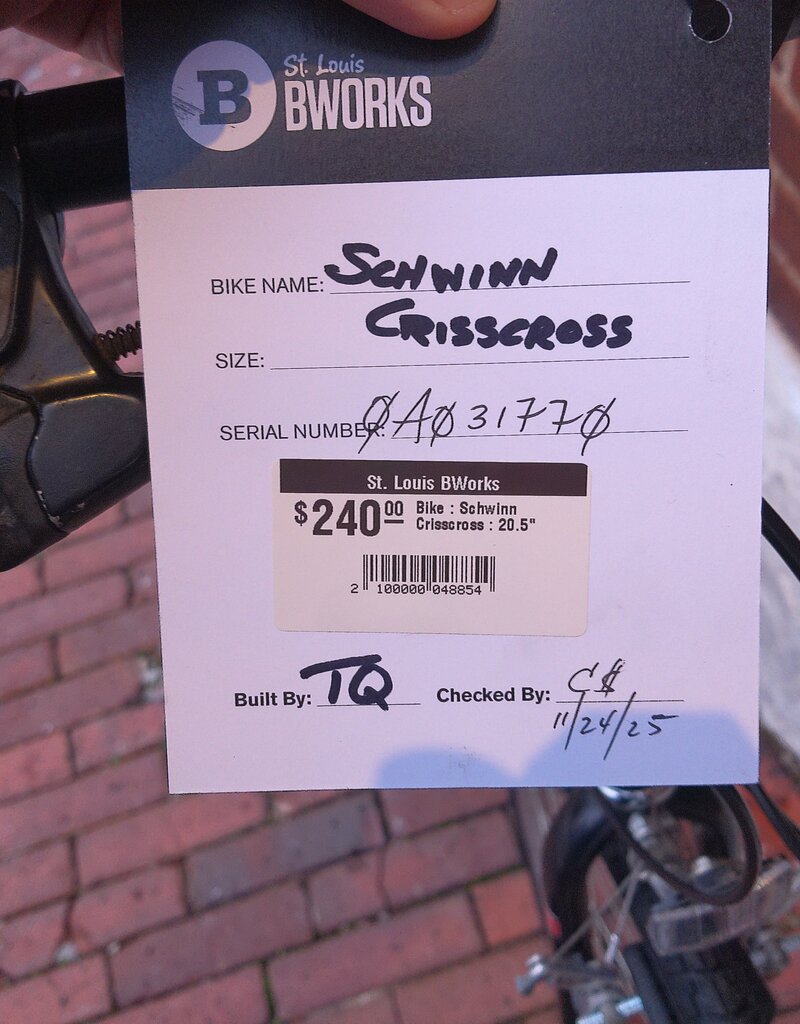 B
St. Louis
BWORKS
BIKE NAME: SCHWINN
CRISSCROSS
SIZE:
SERIAL NUMBER: 0A031770
St. Louis BWorks
$240.00 Bike : Schwinn
Crisscross : 20.5"
2 100000 048854
Built By: TQ Checked By: C$
11/24/25